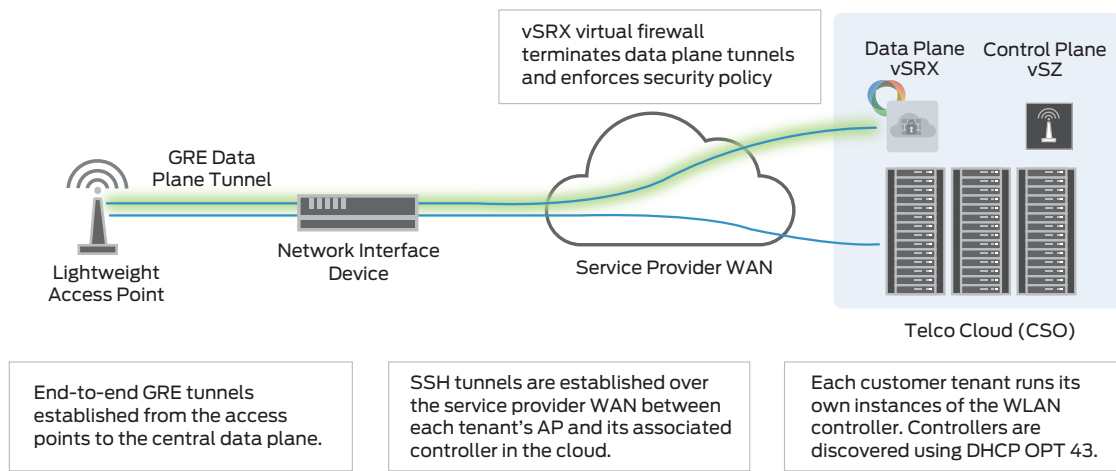 vSRX virtual firewall
terminates data plane tunnels
and enforces security policy
Data Plane
vSRX
Control Plane
vSZ
GRE Data
Plane Tunnel
Lightweight
Access Point
Network Interface
Device
Service Provider WAN
Telco Cloud (CSO)
End-to-end GRE tunnels
established from the access
points to the central data plane.
SSH tunnels are established over
the service provider WAN between
each tenant’s AP and its associated
controller in the cloud.
Each customer tenant runs its
own instances of the WLAN
controller. Controllers are
discovered using DHCP OPT 43.